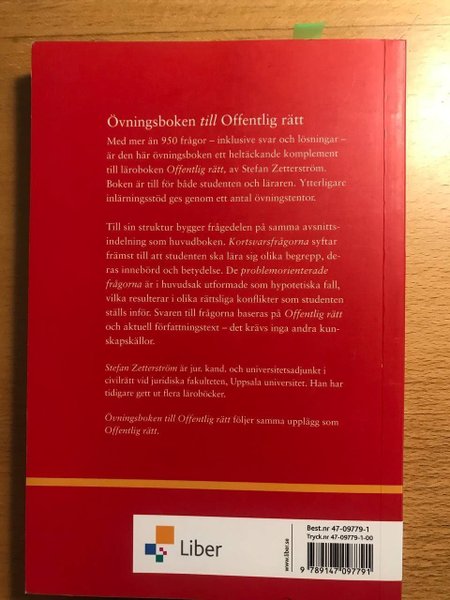 Övningsboken till Offentlig rätt
Med mer än 950 frågor – inklusive svar och lösningar –
är den här övningsboken ett heltäckande komplement
till läroboken Offentlig rätt, av Stefan Zetterström.
Boken är till för både studenten och läraren. Ytterligare
inlärningsstöd ges genom ett antal övningstentor.
Till sin struktur bygger frågedelen på samma avsnitts-
indelning som huvudboken. Kortsvarsfrågorna syftar
främst till att studenten ska lära sig olika begrepp, de-
ras innebörd och betydelse. De problemorienterade
frågorna är i huvudsak utformade som hypotetiska fall,
vilka resulterar i olika rättsliga konflikter som studenten
ställs inför. Svaren till frågorna baseras på Offentlig rätt
och aktuell författningstext – det krävs inga andra kun-
skapskällor.
Stefan Zetterström är jur. kand. och universitetsadjunkt i
civilrätt vid juridiska fakulteten, Uppsala universitet. Han har
tidigare gett ut flera läroböcker.
Övningsboken till Offentlig rätt följer samma upplägg som
Offentlig rätt.
Liber
www.liber.se
Best.nr 47-09779-1
Tryck.nr 47-09779-1-00
9 789147 097791